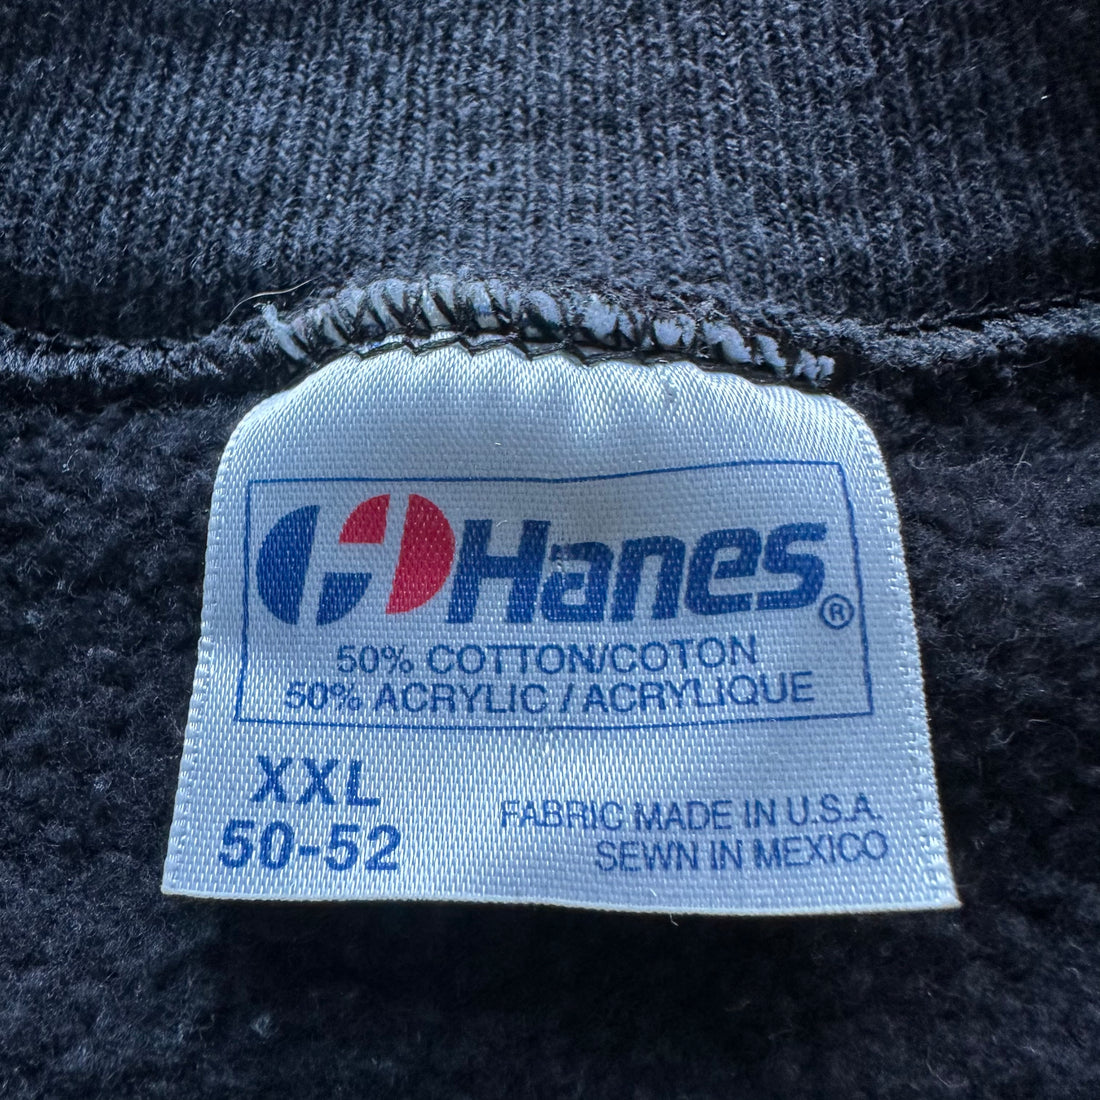 Hanes®
50% COTTON/COTON
50% ACRYLIC / ACRYLIQUE
XXL
50-52
FABRIC MADE IN U.S.A.
SEWN IN MEXICO